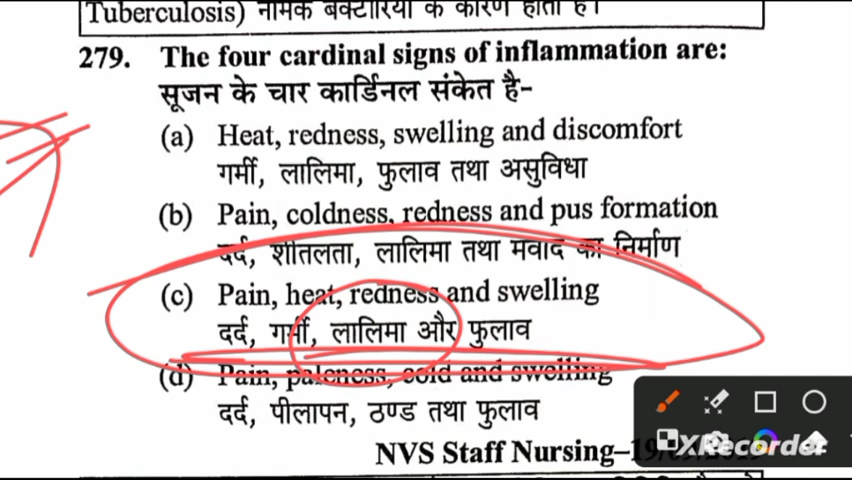 Tuberculosis) नामक बैक्टीरिया के कारण होता है।
279. The four cardinal signs of inflammation are:
सूजन के चार कार्डिनल संकेत है-
(a) Heat, redness, swelling and discomfort
गर्मी, लालिमा, फुलाव तथा असुविधा
(b) Pain, coldness, redness and pus formation
दर्द, शीतलता, लालिमा तथा मवाद का निर्माण
(c) Pain, heat, redness and swelling
दर्द, गर्मी, लालिमा और फुलाव
(d) Pain, paleness, cold and swelling
दर्द, पीलापन, ठण्ड तथा फुलाव
NVS Staff Nursing–19/
XRecorder